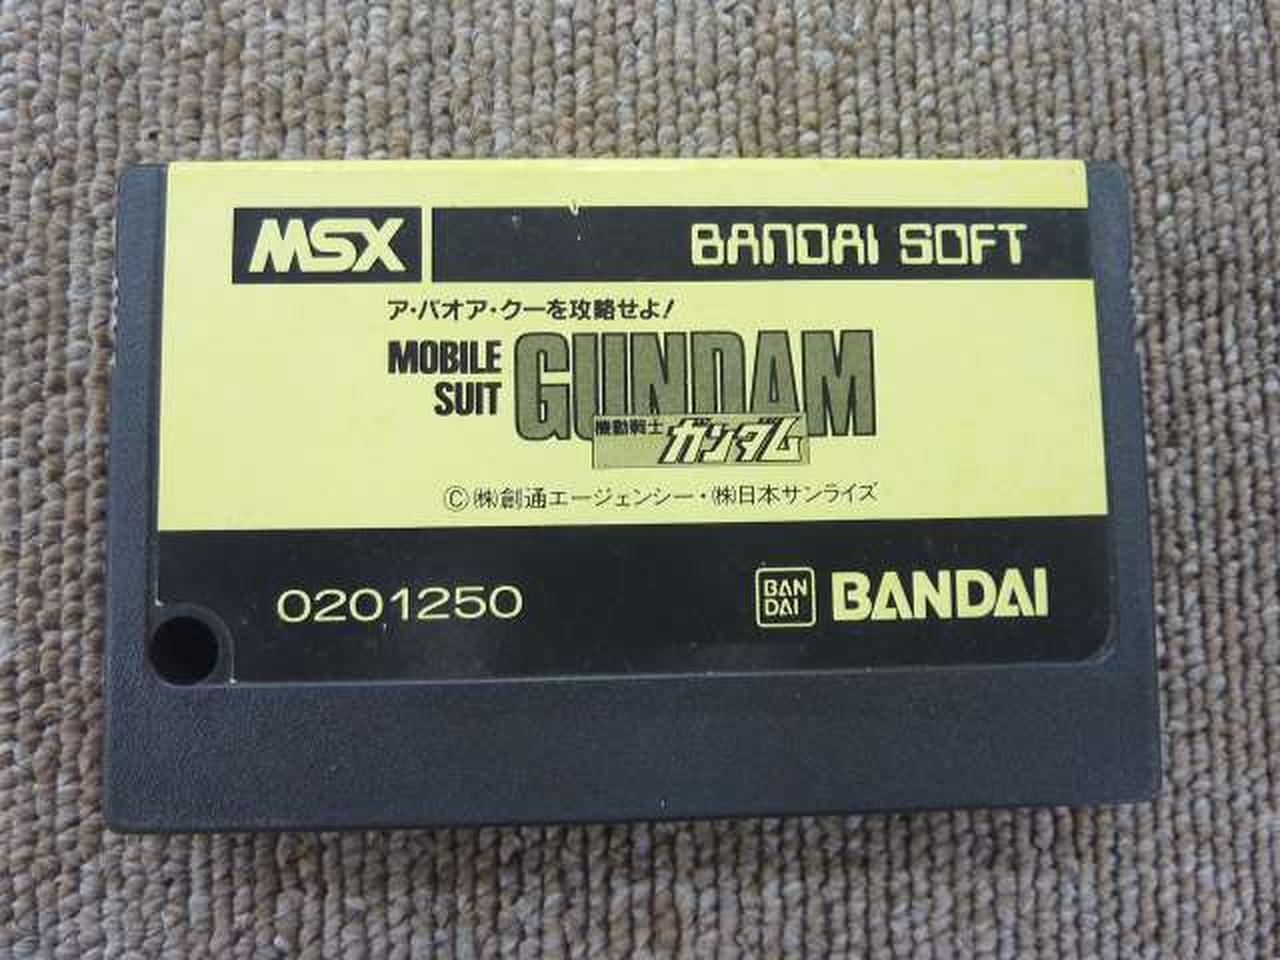 MSX BANDAI SOFT
ア・バオア・クーを攻略せよ!
MOBILE SUIT GUNDAM
機動戦士 ガンダム
©㈱創通エージェンシー・㈱日本サンライズ
0201250 BAN DAI BANDAI